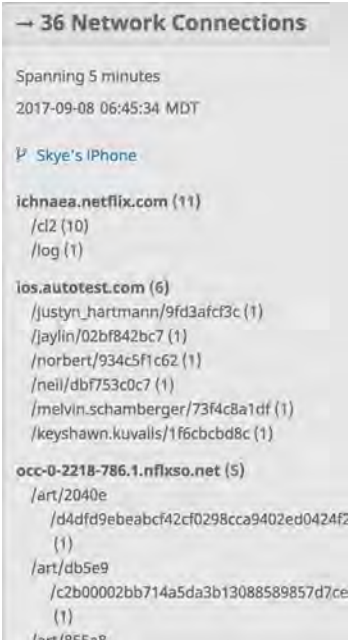 → 36 Network Connections
Spanning 5 minutes
2017-09-08 06:45:34 MDT
Skye's iPhone
ichnaea.netflix.com (11)
/cl2 (10)
/log (1)
ios.autotest.com (6)
/justyn_hartmann/9fd3afcf3c (1)
/jaylin/02bf842bc7 (1)
/norbert/934c5f1c62 (1)
/neil/dbf753c0c7 (1)
/melvin.schamberger/73f4c8a1df (1)
/keyshawn.kuvalis/1f6cbcbd8c (1)
occ-0-2218-786.1.nflxso.net (5)
/art/2040e
/d4dfd9ebeabcf42cf0298cca9402ed0424f2
(1)
/art/db5e9
/c2b00002bb714a5da3b13088589857d7ce
(1)